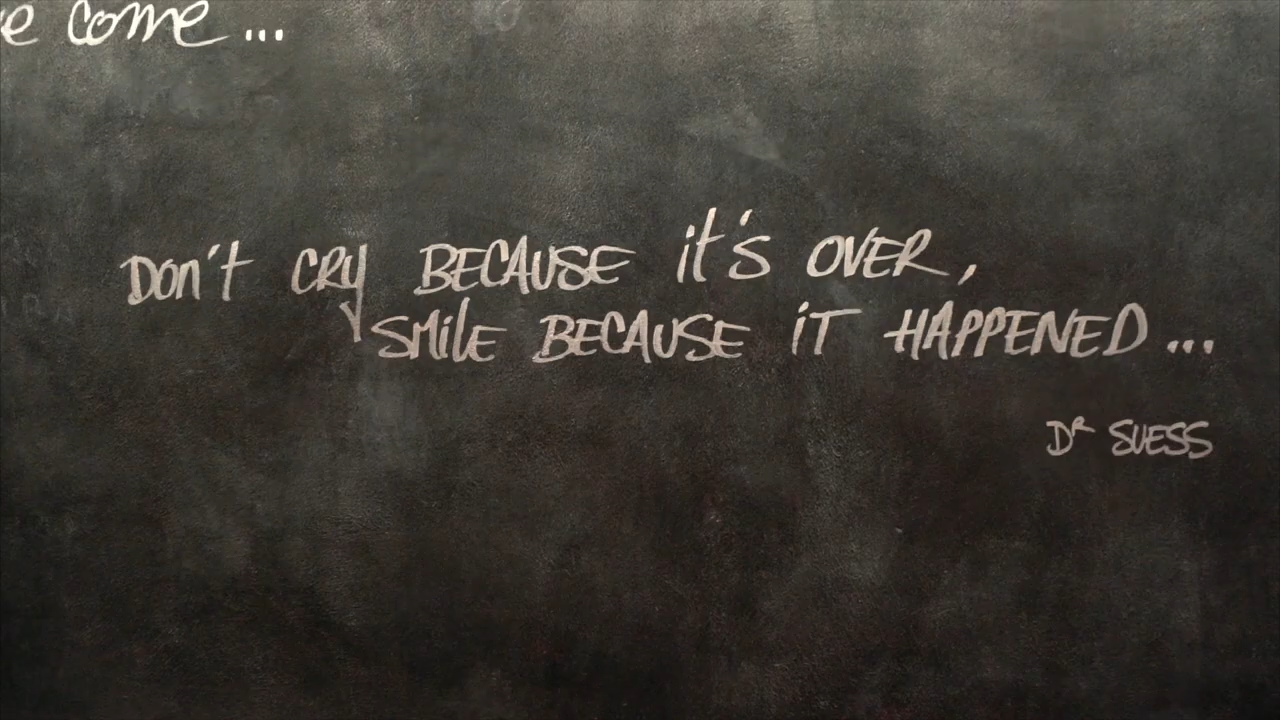 e come...
Don't CRY BECAUSE it's OVER,
SMiLE BECAUSE iT HAPPENED...
DR SUESS